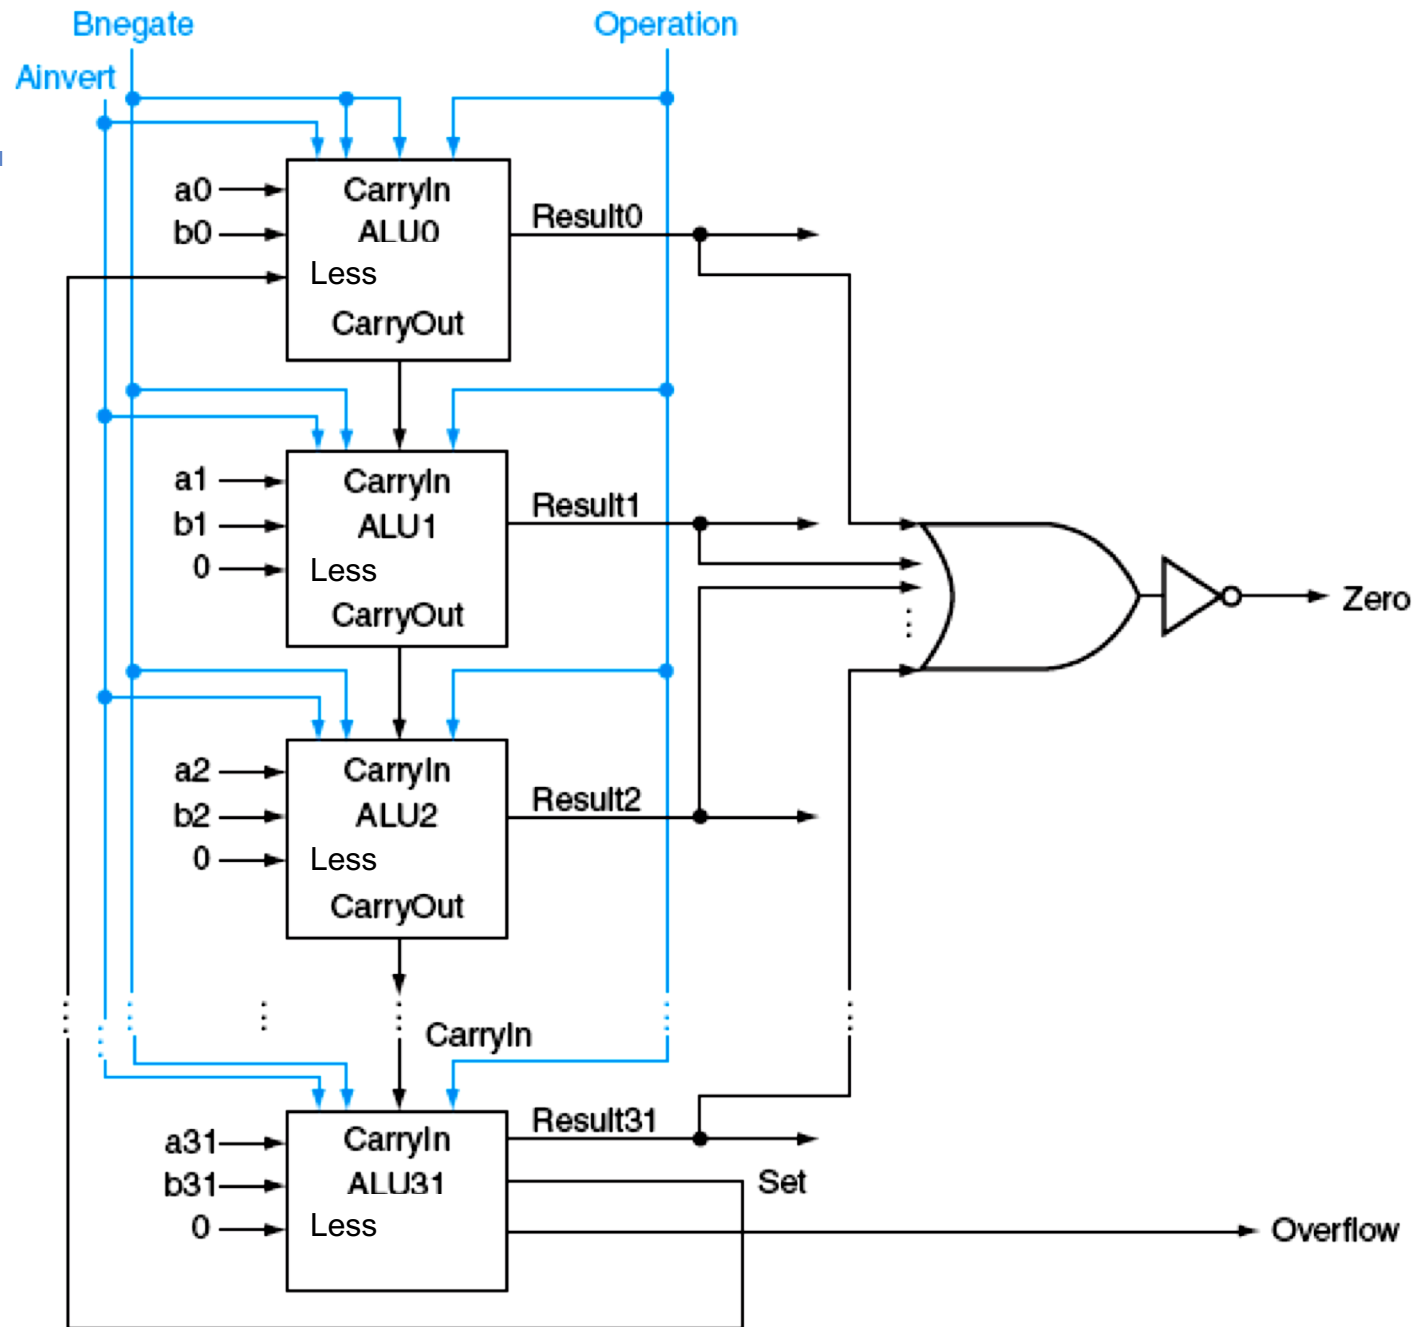 Bnegate
Operation
Ainvert
a0
CarryIn
b0
ALU0
Result0
Less
CarryOut
a1
CarryIn
b1
ALU1
Result1
0
Less
CarryOut
Zero
a2
CarryIn
b2
ALU2
Result2
0
Less
CarryOut
CarryIn
a31
CarryIn
Result31
b31
ALU31
Set
0
Less
Overflow